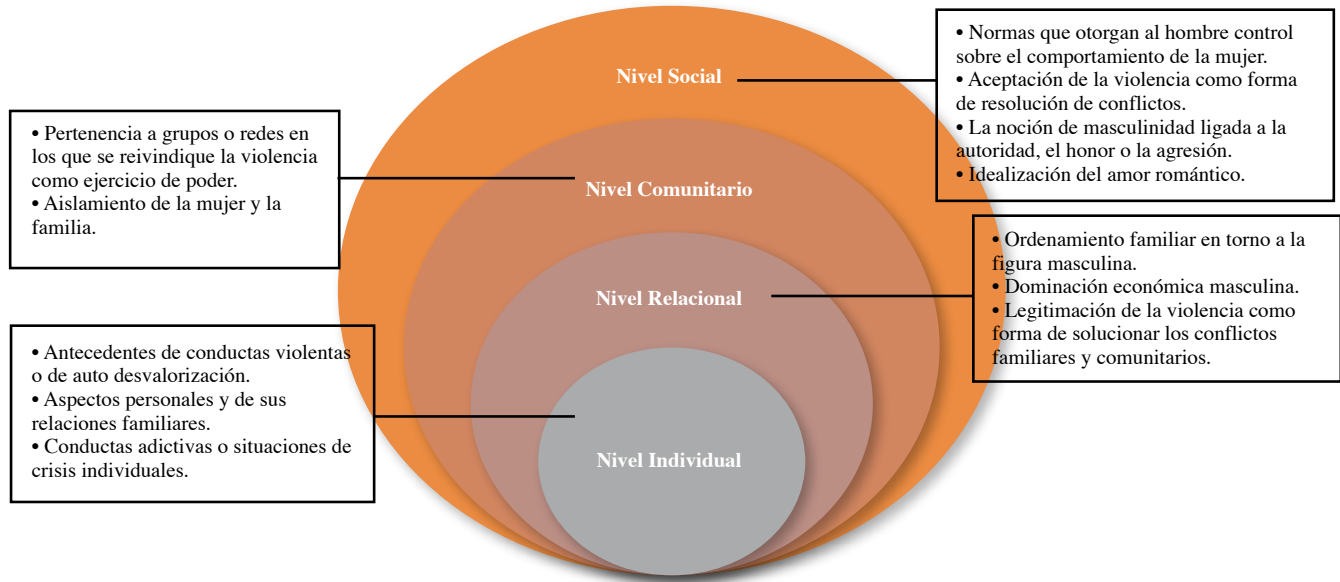 Nivel Social
• Normas que otorgan al hombre control
sobre el comportamiento de la mujer.
• Aceptación de la violencia como forma
de resolución de conflictos.
• La noción de masculinidad ligada a la
autoridad, el honor o la agresión.
• Idealización del amor romántico.
• Pertenencia a grupos o redes en
los que se reivindique la violencia
como ejercicio de poder.
• Aislamiento de la mujer y la
familia.
Nivel Comunitario
Nivel Relacional
• Ordenamiento familiar en torno a la
figura masculina.
• Dominación económica masculina.
• Legitimación de la violencia como
forma de solucionar los conflictos
familiares y comunitarios.
• Antecedentes de conductas violentas
o de auto desvalorización.
• Aspectos personales y de sus
relaciones familiares.
• Conductas adictivas o situaciones de
crisis individuales.
Nivel Individual